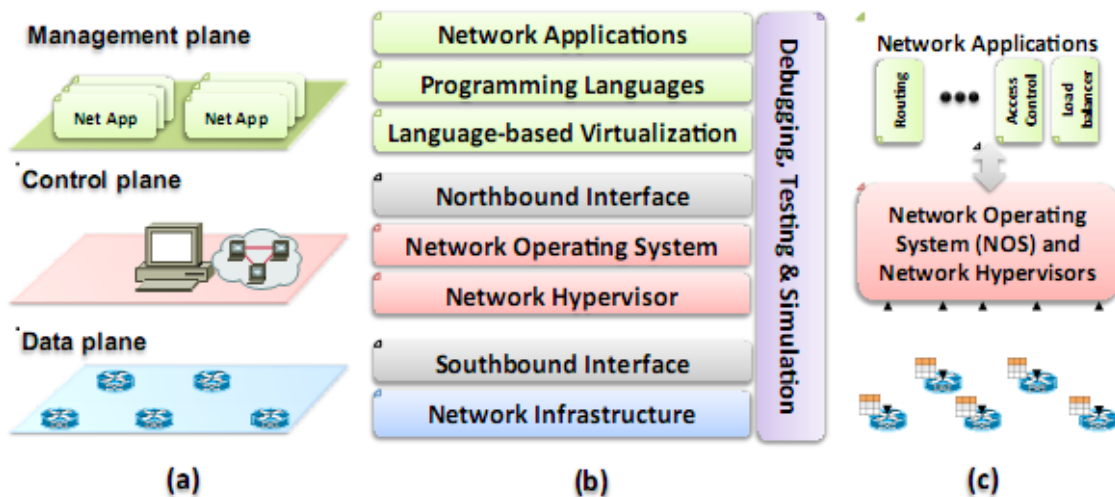 Management plane
Net App
Net App
Control plane
Data plane
(a)
Network Applications
Programming Languages
Language-based Virtualization
Northbound Interface
Network Operating System
Network Hypervisor
Southbound Interface
Network Infrastructure
Debugging, Testing & Simulation
(b)
Network Applications
Routing
Access
Control
Load
balancer
Network Operating
System (NOS) and
Network Hypervisors
(c)